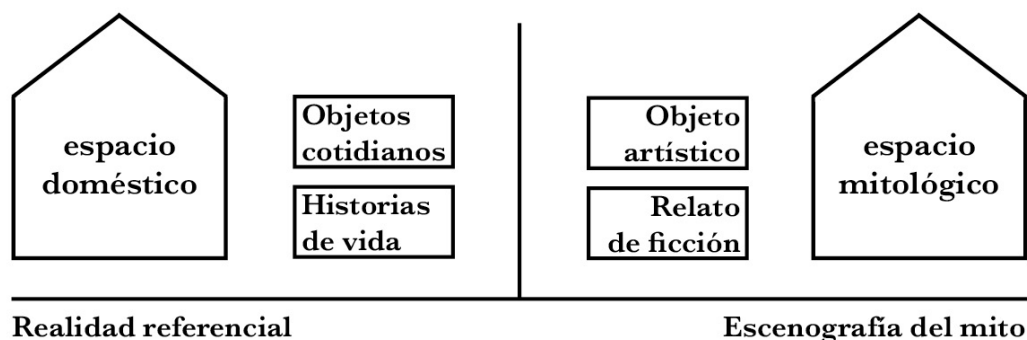 espacio
doméstico
Objetos
cotidianos
Historias
de vida
Objeto
artístico
Relato
de ficción
espacio
mitológico
Realidad referencial
Escenografía del mito